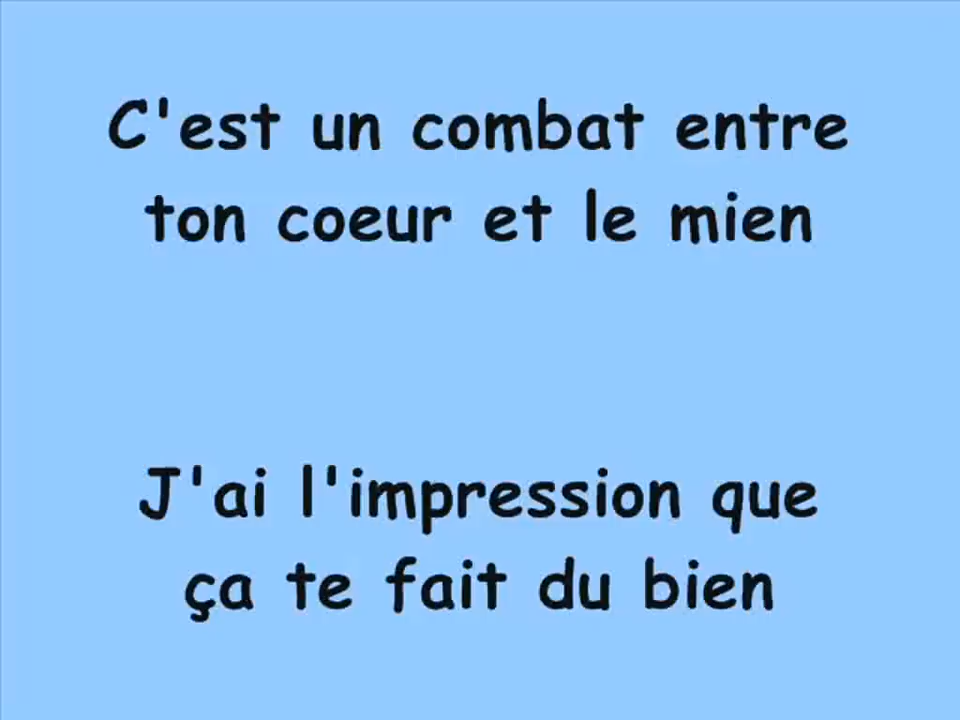 C'est un combat entre
ton coeur et le mien
J'ai l'impression que
ça te fait du bien